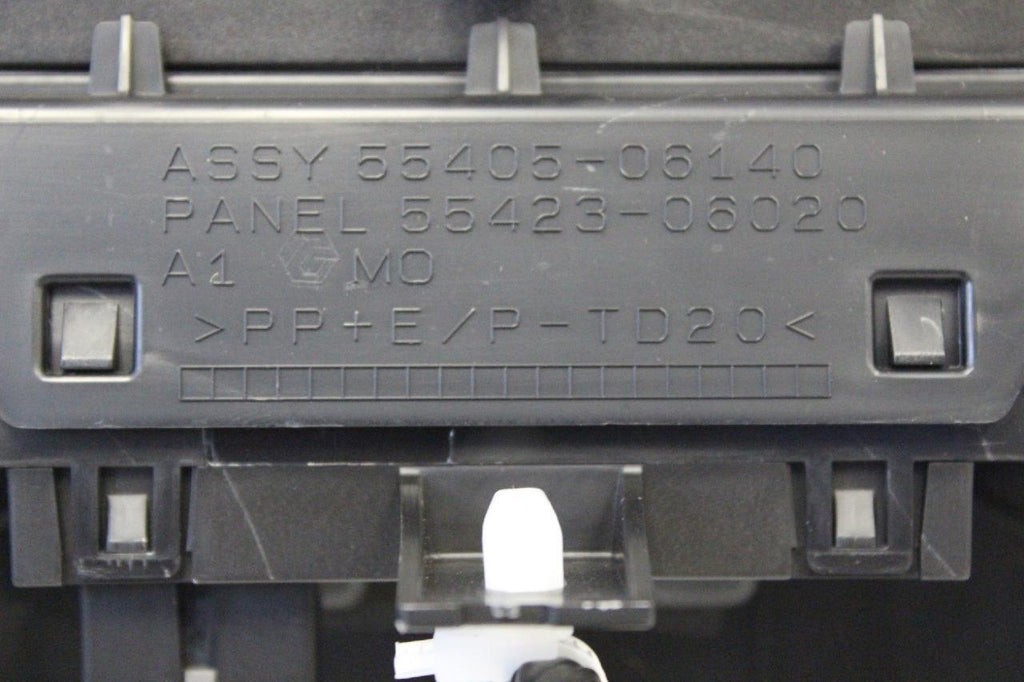 ASSY 55405-06140
PANEL 55423-06020
A1 G MO
>PP+E/P-TD20<